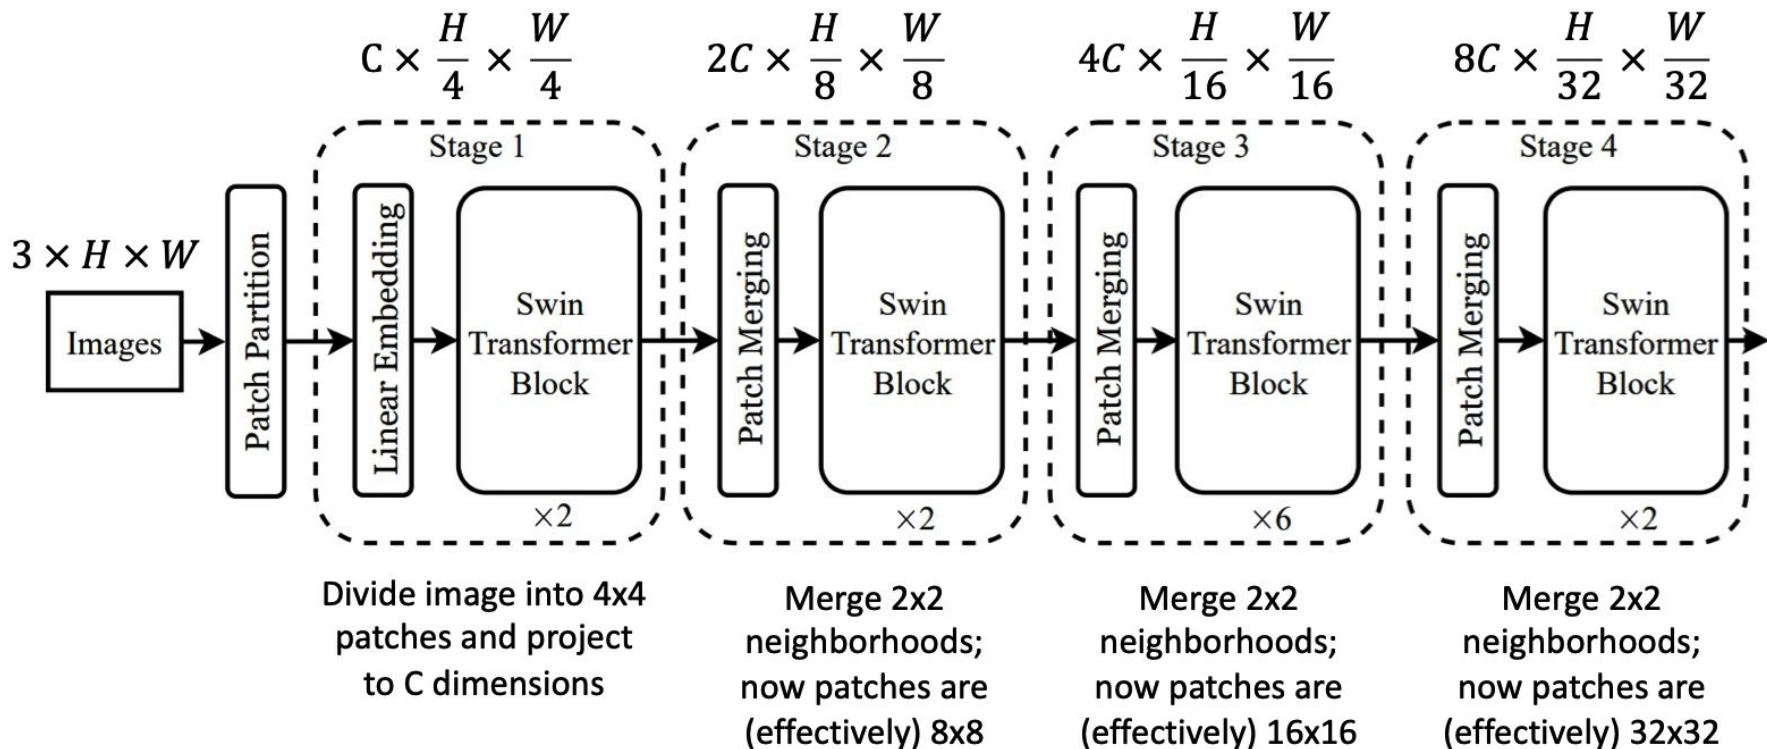 C × H/4 × W/4
2C × H/8 × W/8
4C × H/16 × W/16
8C × H/32 × W/32
3 × H × W
Images
Patch Partition
Stage 1
Linear Embedding
Swin
Transformer
Block
×2
Stage 2
Patch Merging
Swin
Transformer
Block
×2
Stage 3
Patch Merging
Swin
Transformer
Block
×6
Stage 4
Patch Merging
Swin
Transformer
Block
×2
Divide image into 4x4
patches and project
to C dimensions
Merge 2x2
neighborhoods;
now patches are
(effectively) 8x8
Merge 2x2
neighborhoods;
now patches are
(effectively) 16x16
Merge 2x2
neighborhoods;
now patches are
(effectively) 32x32